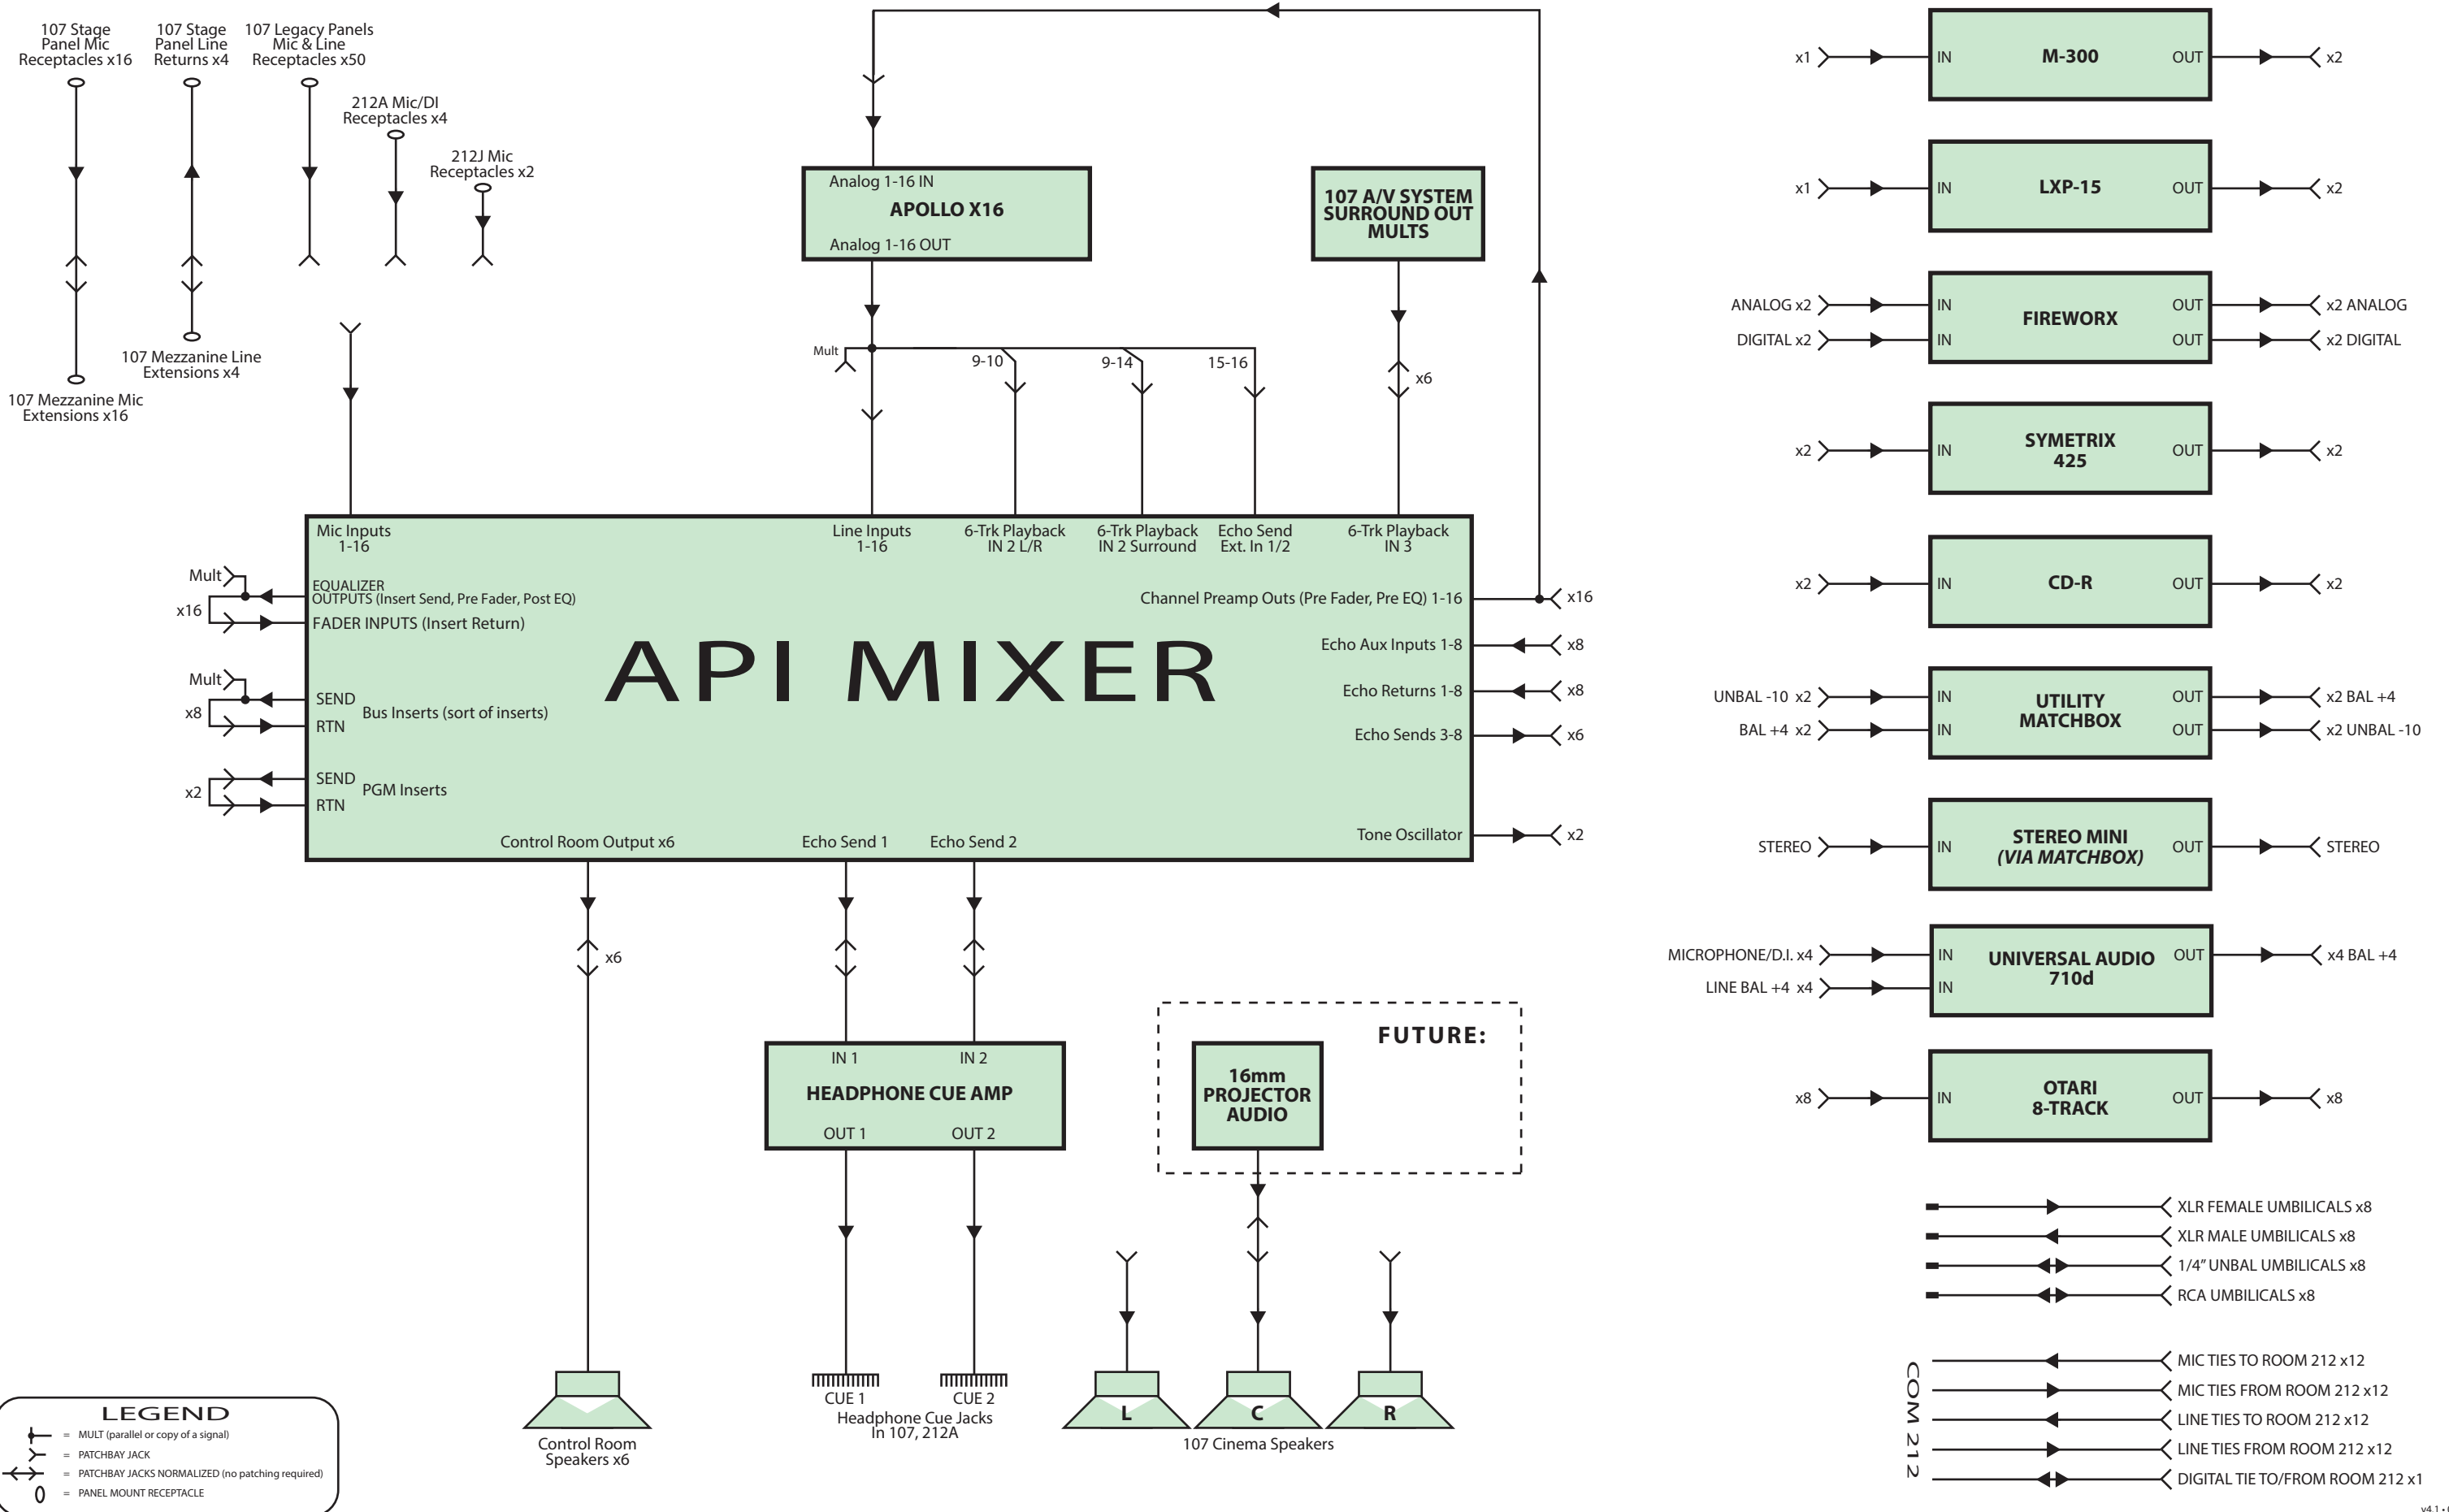 107 Stage
Panel Mic
Receptacles x16
107 Stage
Panel Line
Returns x4
107 Legacy Panels
Mic & Line
Receptacles x50
212A Mic/DI
Receptacles x4
212J Mic
Receptacles x2
107 Mezzanine Line
Extensions x4
107 Mezzanine Mic
Extensions x16
Analog 1-16 IN
APOLLO X16
Analog 1-16 OUT
107 A/V SYSTEM
SURROUND OUT
MULTS
Mult
9-10
9-14
15-16
x6
Mic Inputs
1-16
Line Inputs
1-16
6-Trk Playback
IN 2 L/R
6-Trk Playback
IN 2 Surround
Echo Send
Ext. In 1/2
6-Trk Playback
IN 3
Mult
x16
EQUALIZER
OUTPUTS (Insert Send, Pre Fader, Post EQ)
FADER INPUTS (Insert Return)
Mult
x8
SEND
Bus Inserts (sort of inserts)
RTN
x2
SEND
PGM Inserts
RTN
API MIXER
Channel Preamp Outs (Pre Fader, Pre EQ) 1-16
x16
Echo Aux Inputs 1-8
x8
Echo Returns 1-8
x8
Echo Sends 3-8
x6
Tone Oscillator
x2
Control Room Output x6
Echo Send 1
Echo Send 2
x6
IN 1
IN 2
HEADPHONE CUE AMP
OUT 1
OUT 2
FUTURE:
16mm
PROJECTOR
AUDIO
Control Room
Speakers x6
CUE 1
CUE 2
Headphone Cue Jacks
In 107, 212A
L
C
R
107 Cinema Speakers
x1
IN
M-300
OUT
x2
x1
IN
LXP-15
OUT
x2
ANALOG x2
IN
FIREWORX
OUT
x2 ANALOG
DIGITAL x2
IN
OUT
x2 DIGITAL
x2
IN
SYMETRIX
425
OUT
x2
x2
IN
CD-R
OUT
x2
UNBAL -10 x2
IN
UTILITY
MATCHBOX
OUT
x2 BAL +4
BAL +4 x2
IN
OUT
x2 UNBAL -10
STEREO
IN
STEREO MINI
(VIA MATCHBOX)
OUT
STEREO
MICROPHONE/D.I. x4
IN
UNIVERSAL AUDIO
710d
OUT
x4 BAL +4
LINE BAL +4 x4
IN
x8
IN
OTARI
8-TRACK
OUT
x8
XLR FEMALE UMBILICALS x8
XLR MALE UMBILICALS x8
1/4" UNBAL UMBILICALS x8
RCA UMBILICALS x8
COM 212
MIC TIES TO ROOM 212 x12
MIC TIES FROM ROOM 212 x12
LINE TIES TO ROOM 212 x12
LINE TIES FROM ROOM 212 x12
DIGITAL TIE TO/FROM ROOM 212 x1
LEGEND
= MULT (parallel or copy of a signal)
= PATCHBAY JACK
= PATCHBAY JACKS NORMALIZED (no patching required)
= PANEL MOUNT RECEPTACLE
v4.1 •